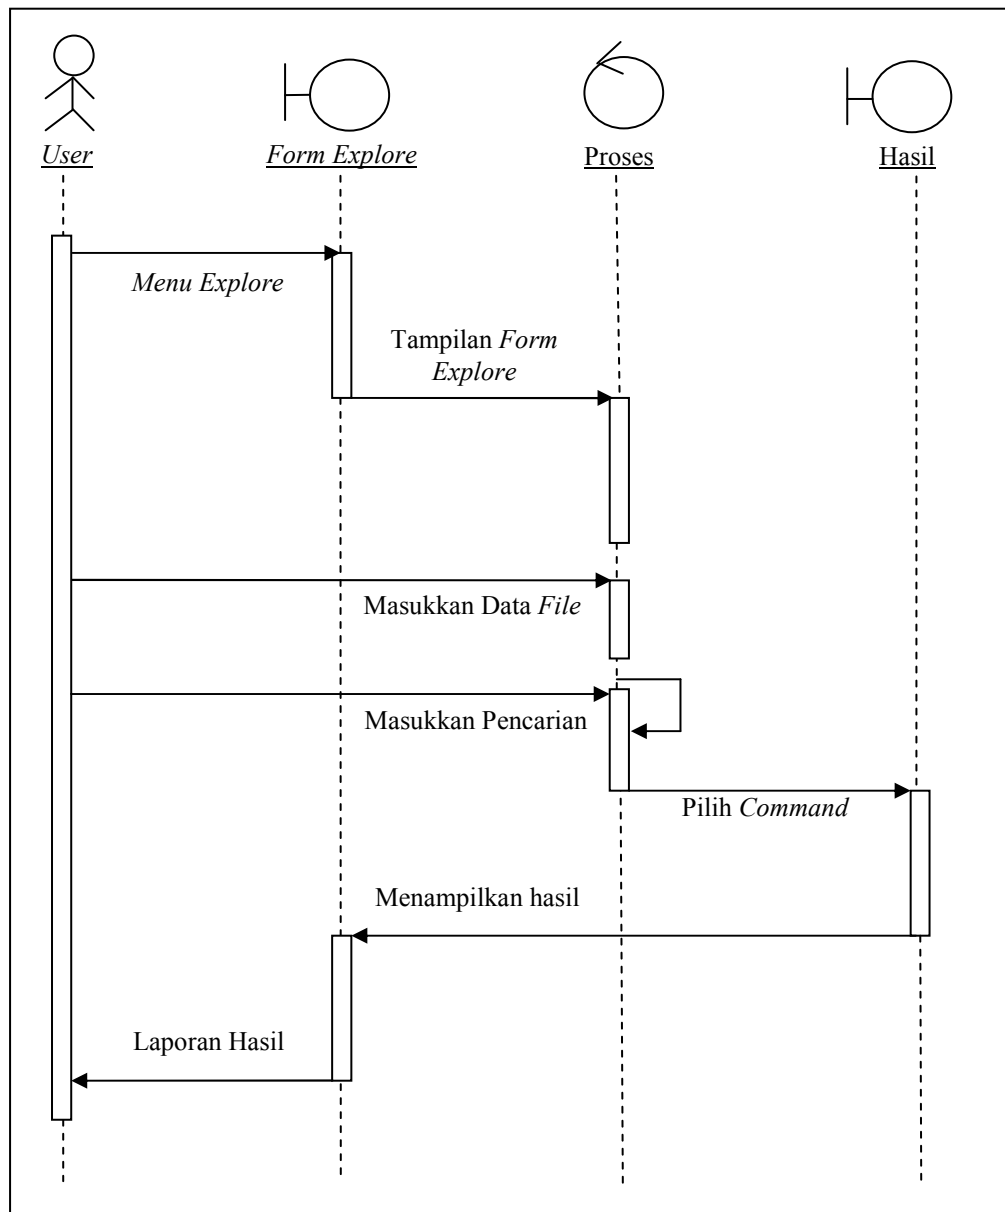 User
Form Explore
Proses
Hasil
Menu Explore
Tampilan Form
Explore
Masukkan Data File
Masukkan Pencarian
Pilih Command
Menampilkan hasil
Laporan Hasil